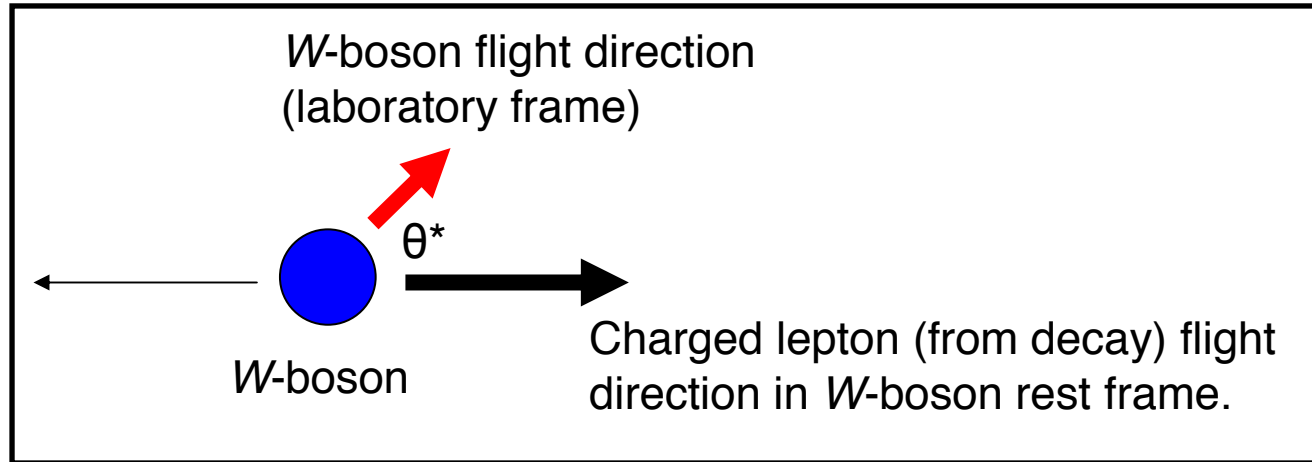 W-boson flight direction
(laboratory frame)
θ*
W-boson
Charged lepton (from decay) flight
direction in W-boson rest frame.